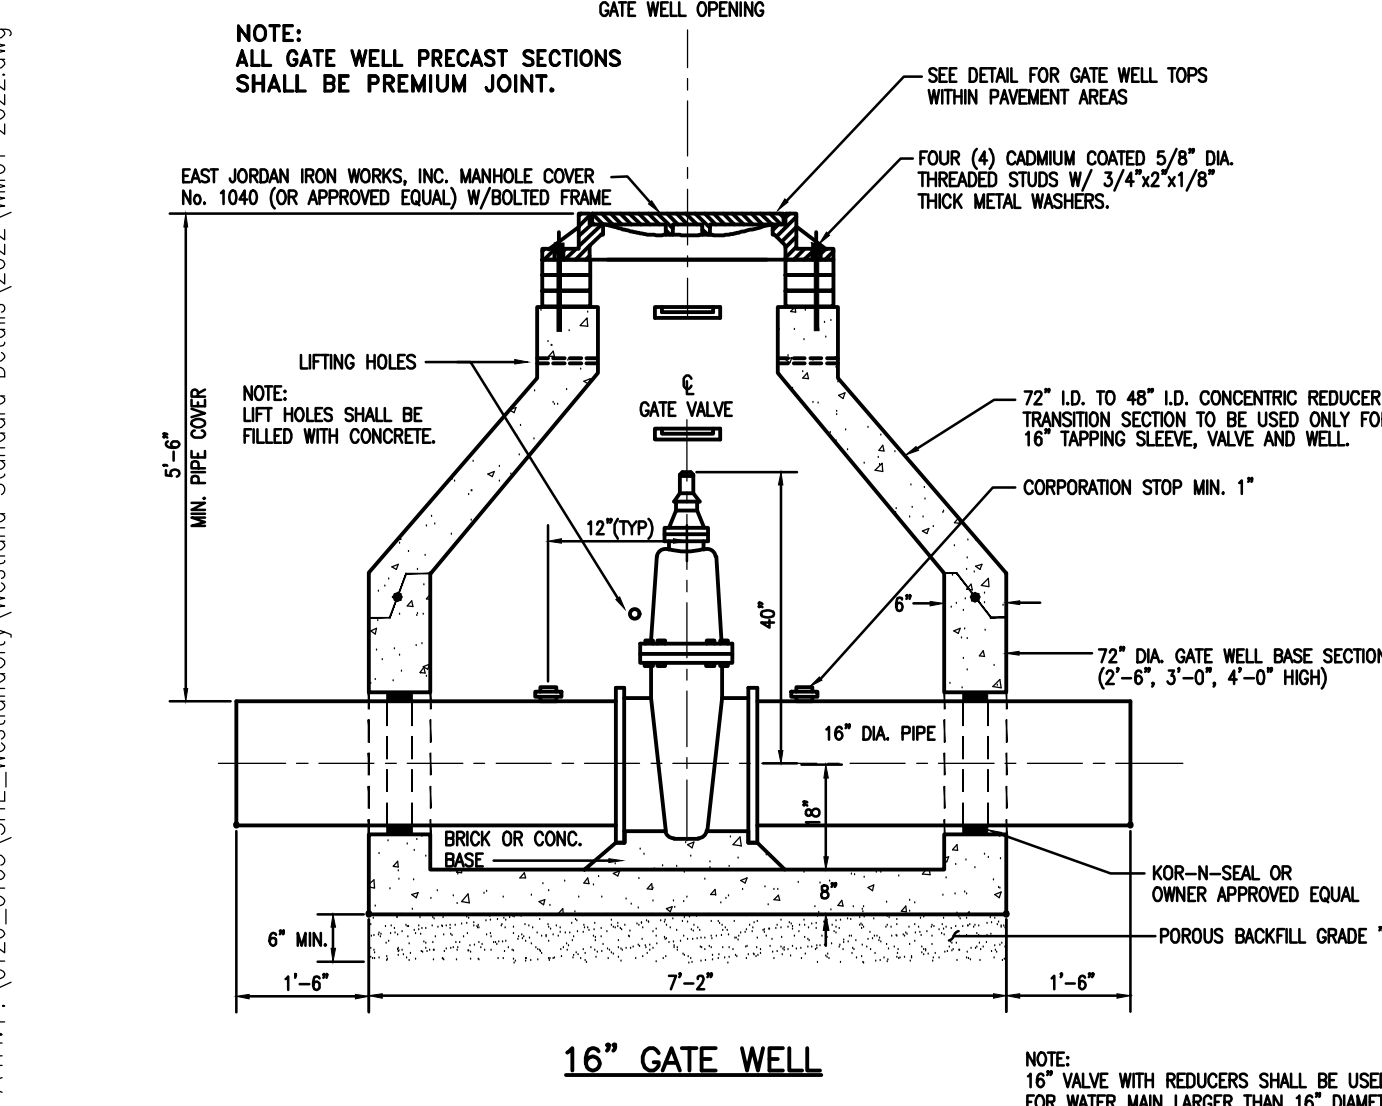 GATE WELL OPENING
NOTE:
ALL GATE WELL PRECAST SECTIONS
SHALL BE PREMIUM JOINT.
SEE DETAIL FOR GATE WELL TOPS
WITHIN PAVEMENT AREAS
FOUR (4) CADMIUM COATED 5/8" DIA.
THREADED STUDS W/ 3/4"x2"x1/8"
THICK METAL WASHERS.
EAST JORDAN IRON WORKS, INC. MANHOLE COVER
No. 1040 (OR APPROVED EQUAL) W/BOLTED FRAME
LIFTING HOLES
NOTE:
LIFT HOLES SHALL BE
FILLED WITH CONCRETE.
5'-6"
MIN. PIPE COVER
℄
GATE VALVE
72" I.D. TO 48" I.D. CONCENTRIC REDUCER
TRANSITION SECTION TO BE USED ONLY
16" TAPPING SLEEVE, VALVE AND WELL.
CORPORATION STOP MIN. 1"
12"(TYP)
40"
6"
72" DIA. GATE WELL BASE SECTION
(2'-6", 3'-0", 4'-0" HIGH)
16" DIA. PIPE
18"
BRICK OR CONC.
BASE
8"
KOR-N-SEAL OR
OWNER APPROVED EQUAL
6" MIN.
POROUS BACKFILL GRADE "
1'-6"
7'-2"
1'-6"
16" GATE WELL
NOTE:
16" VALVE WITH REDUCERS SHALL BE USED
FOR WATER MAIN LARGER THAN 16"